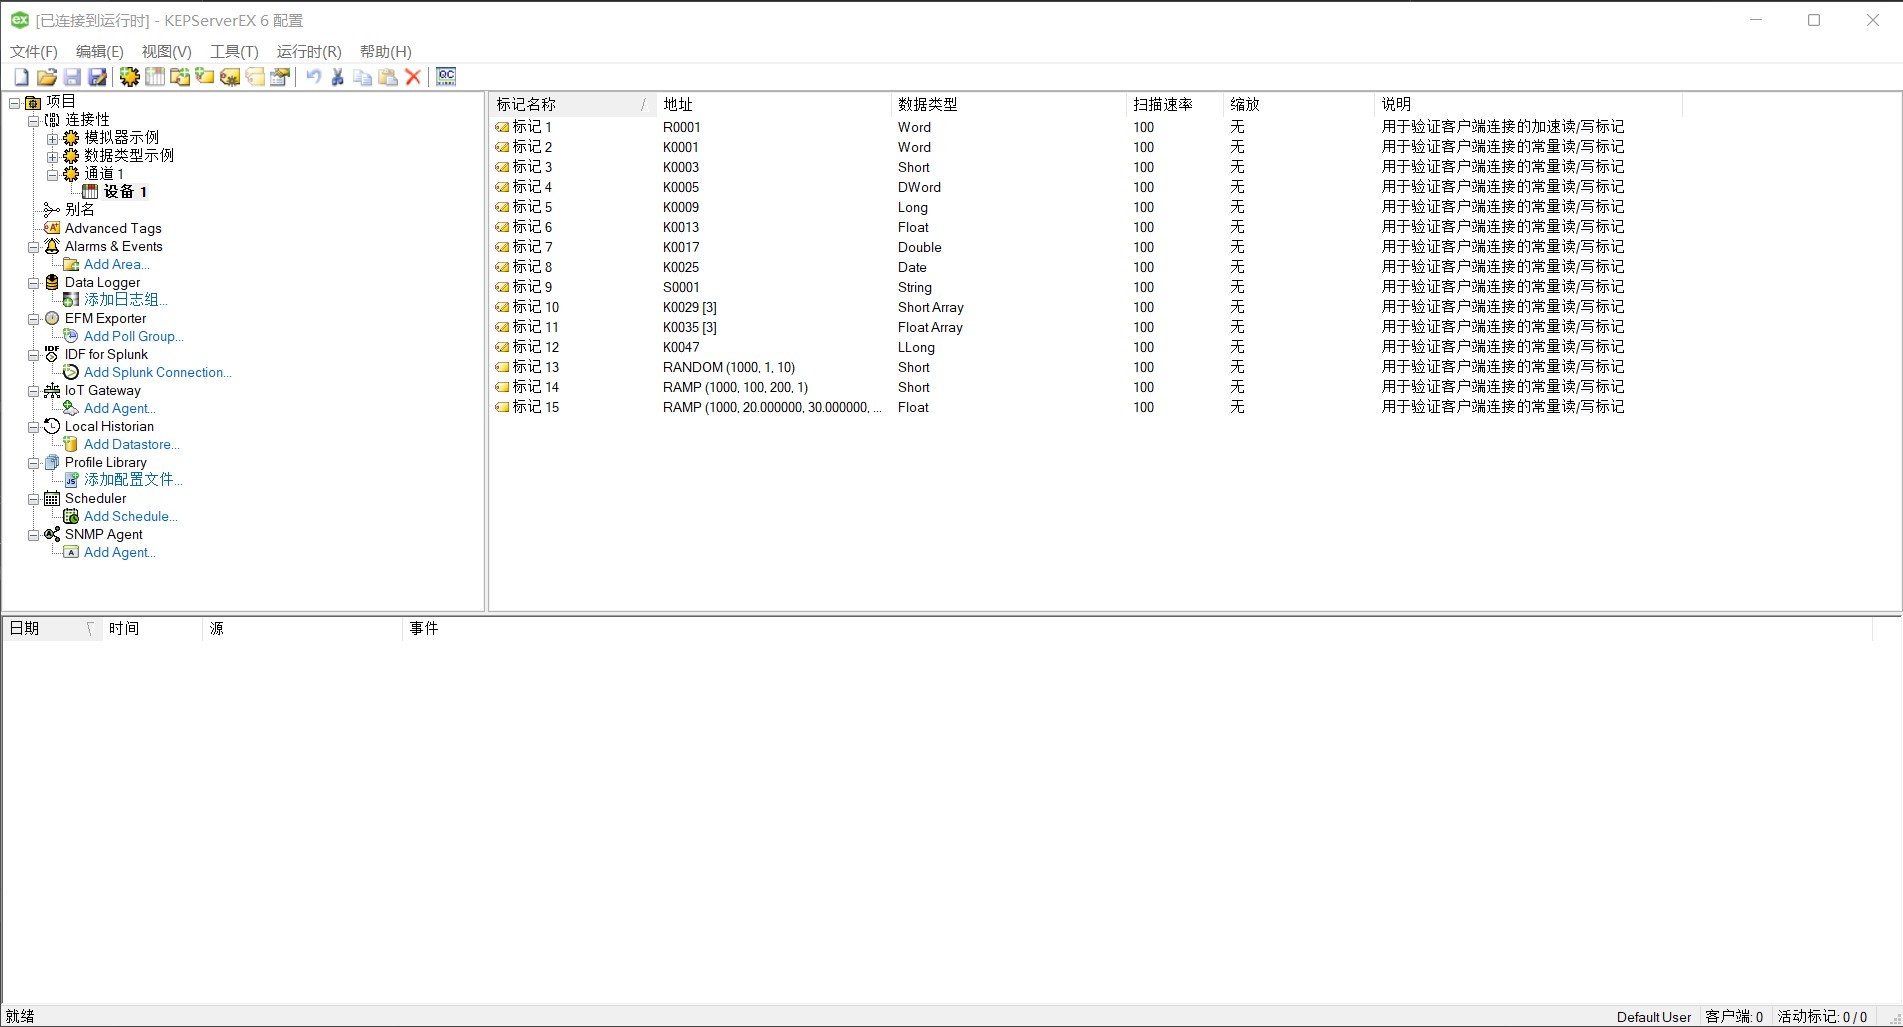 [已连接到运行时] - KEPServerEX 6 配置
文件(F) 编辑(E) 视图(V) 工具(T) 运行时(R) 帮助(H)
项目
连接性
模拟器示例
数据类型示例
通道 1
设备 1
别名
Advanced Tags
Alarms & Events
Add Area...
Data Logger
添加日志组...
EFM Exporter
Add Poll Group...
IDF for Splunk
Add Splunk Connection...
IoT Gateway
Add Agent...
Local Historian
Add Datastore...
Profile Library
添加配置文件...
Scheduler
Add Schedule...
SNMP Agent
Add Agent...
标记名称 地址 数据类型 扫描速率 缩放 说明
标记 1 R0001 Word 100 无 用于验证客户端连接的加速读/写标记
标记 2 K0001 Word 100 无 用于验证客户端连接的常量读/写标记
标记 3 K0003 Short 100 无 用于验证客户端连接的常量读/写标记
标记 4 K0005 DWord 100 无 用于验证客户端连接的常量读/写标记
标记 5 K0009 Long 100 无 用于验证客户端连接的常量读/写标记
标记 6 K0013 Float 100 无 用于验证客户端连接的常量读/写标记
标记 7 K0017 Double 100 无 用于验证客户端连接的常量读/写标记
标记 8 K0025 Date 100 无 用于验证客户端连接的常量读/写标记
标记 9 S0001 String 100 无 用于验证客户端连接的常量读/写标记
标记 10 K0029 [3] Short Array 100 无 用于验证客户端连接的常量读/写标记
标记 11 K0035 [3] Float Array 100 无 用于验证客户端连接的常量读/写标记
标记 12 K0047 LLong 100 无 用于验证客户端连接的常量读/写标记
标记 13 RANDOM (1000, 1, 10) Short 100 无 用于验证客户端连接的常量读/写标记
标记 14 RAMP (1000, 100, 200, 1) Short 100 无 用于验证客户端连接的常量读/写标记
标记 15 RAMP (1000, 20.000000, 30.000000, ... Float 100 无 用于验证客户端连接的常量读/写标记
日期 时间 源 事件
就绪 Default User 客户端: 0 活动标记: 0 / 0